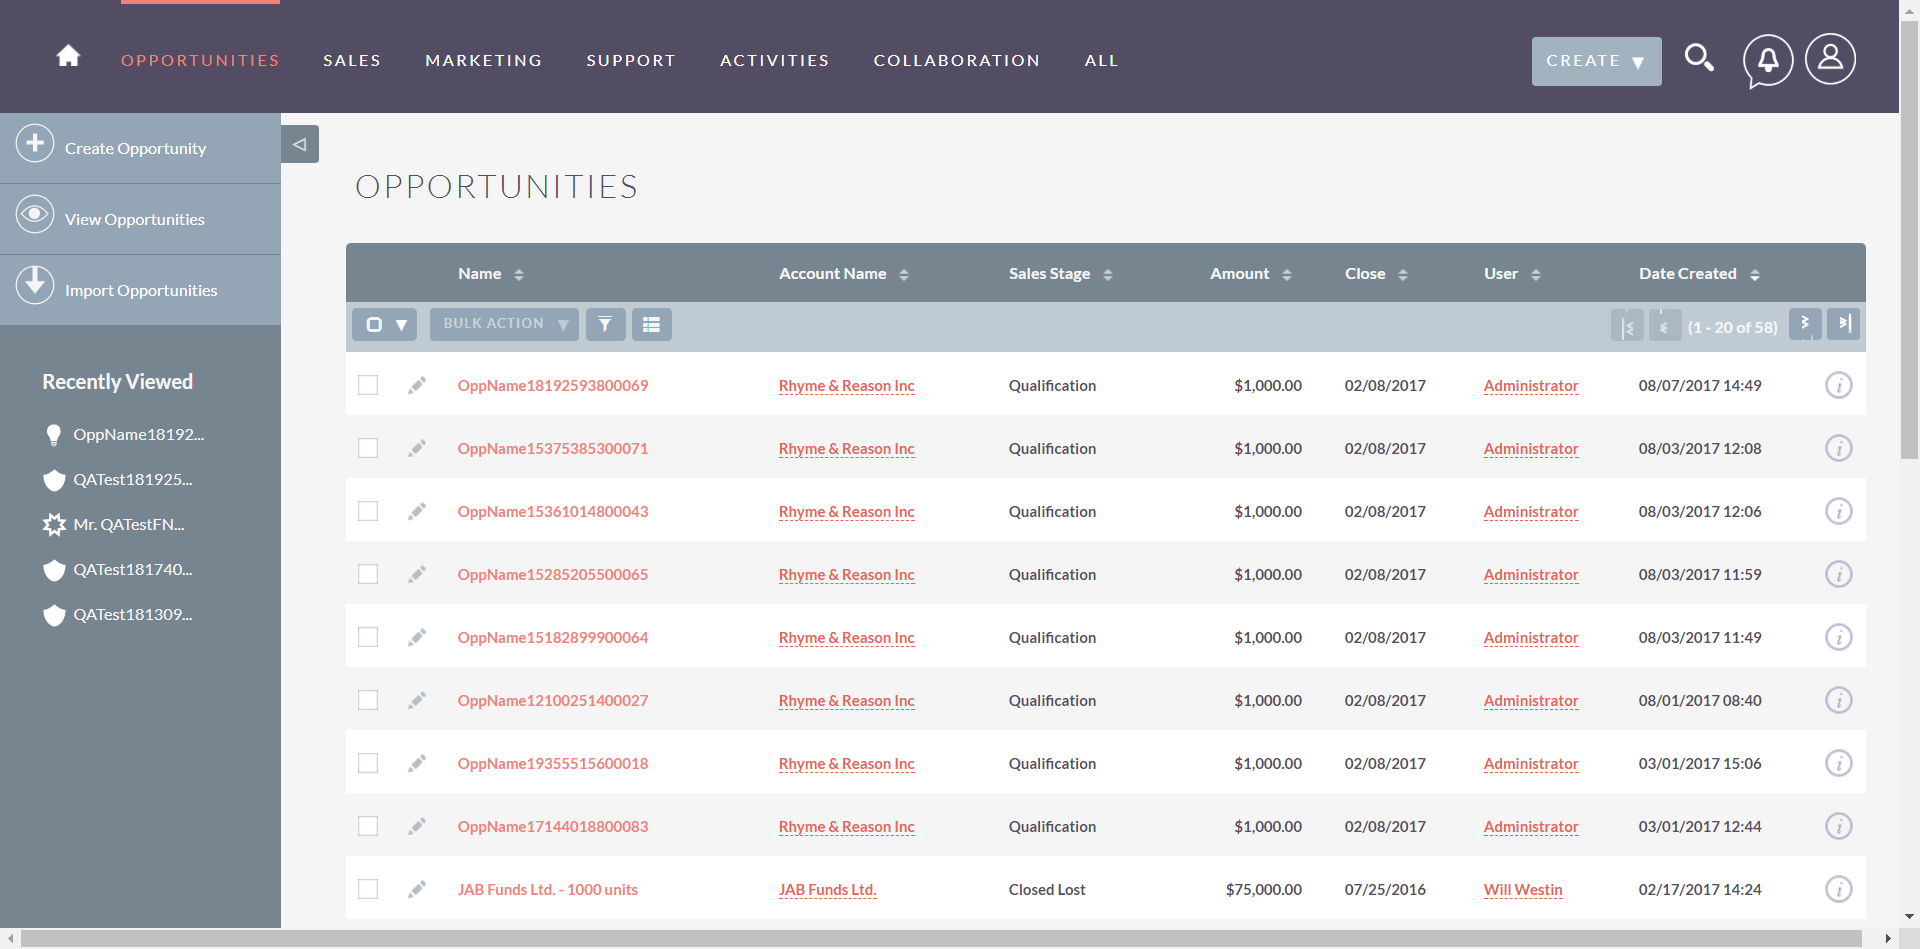 OPPORTUNITIES SALES MARKETING SUPPORT ACTIVITIES COLLABORATION ALL CREATE
Create Opportunity
View Opportunities
Import Opportunities
Recently Viewed
OppName18192...
QATest181925...
Mr. QATestFN...
QATest181740...
QATest181309...
OPPORTUNITIES
Name Account Name Sales Stage Amount Close User Date Created
BULK ACTION (1 - 20 of 58)
OppName18192593800069 Rhyme & Reason Inc Qualification $1,000.00 02/08/2017 Administrator 08/07/2017 14:49
OppName15375385300071 Rhyme & Reason Inc Qualification $1,000.00 02/08/2017 Administrator 08/03/2017 12:08
OppName15361014800043 Rhyme & Reason Inc Qualification $1,000.00 02/08/2017 Administrator 08/03/2017 12:06
OppName15285205500065 Rhyme & Reason Inc Qualification $1,000.00 02/08/2017 Administrator 08/03/2017 11:59
OppName15182899900064 Rhyme & Reason Inc Qualification $1,000.00 02/08/2017 Administrator 08/03/2017 11:49
OppName12100251400027 Rhyme & Reason Inc Qualification $1,000.00 02/08/2017 Administrator 08/01/2017 08:40
OppName19355515600018 Rhyme & Reason Inc Qualification $1,000.00 02/08/2017 Administrator 03/01/2017 15:06
OppName17144018800083 Rhyme & Reason Inc Qualification $1,000.00 02/08/2017 Administrator 03/01/2017 12:44
JAB Funds Ltd. - 1000 units JAB Funds Ltd. Closed Lost $75,000.00 07/25/2016 Will Westin 02/17/2017 14:24